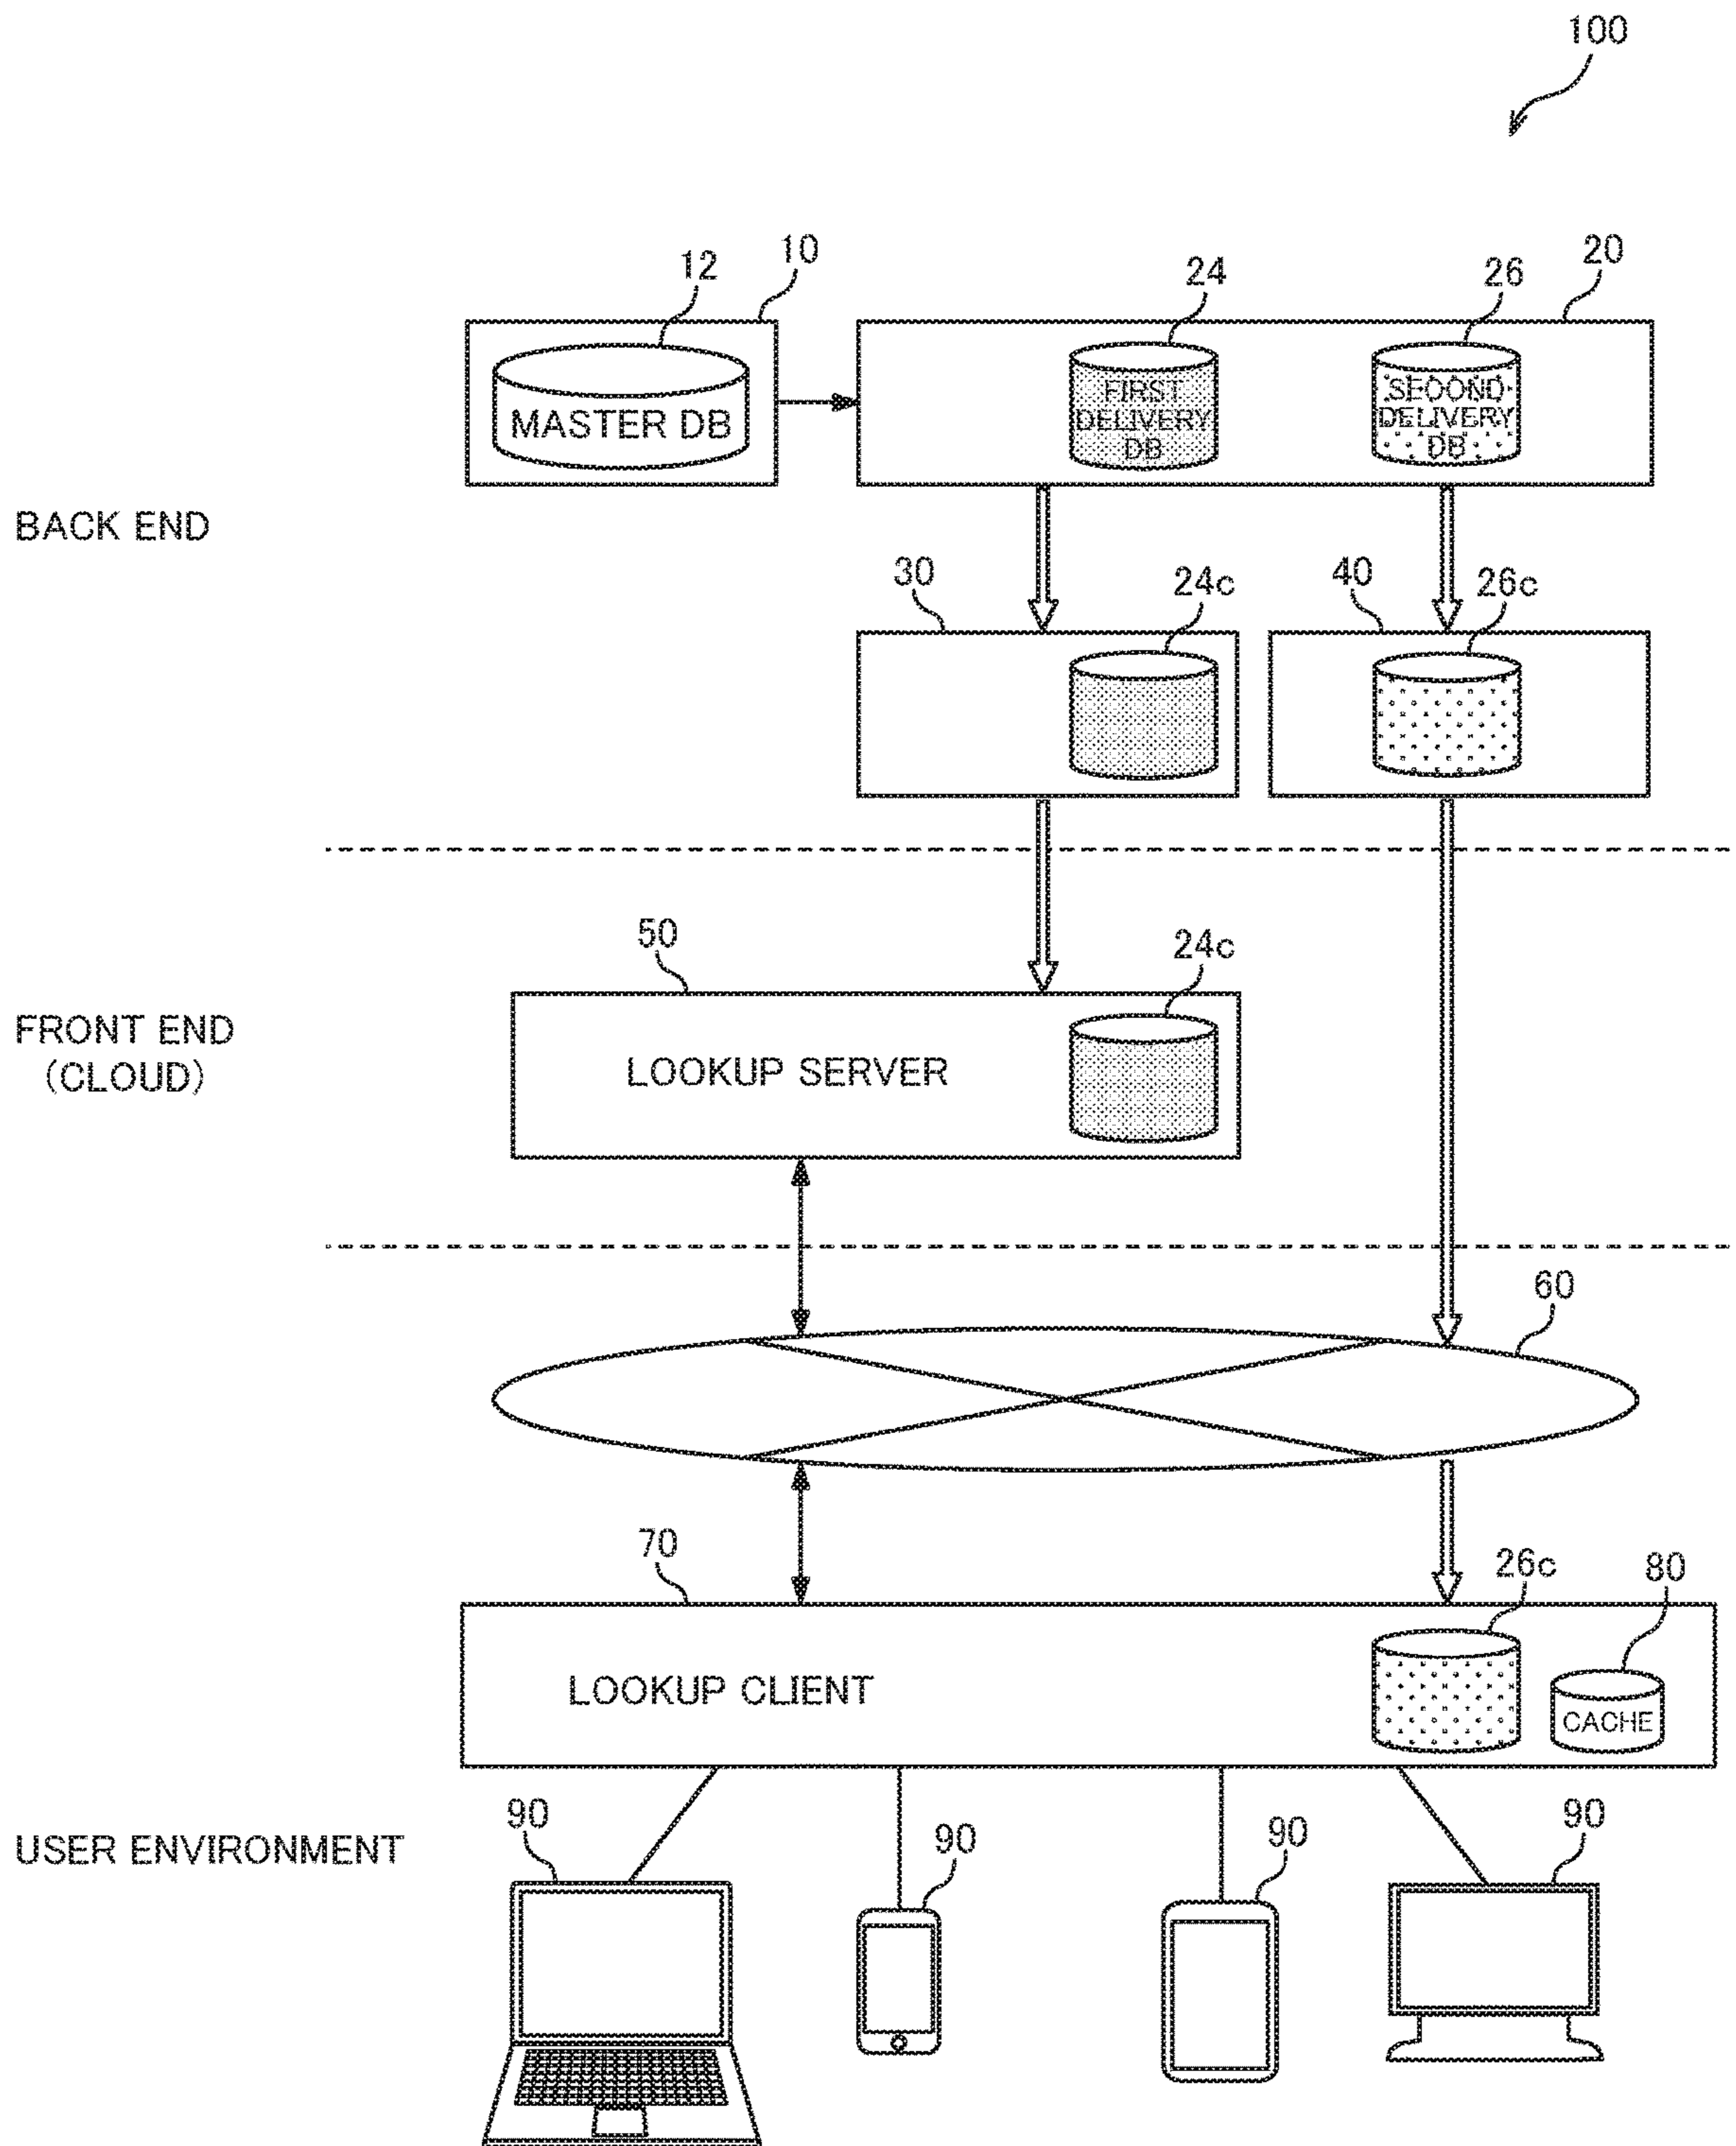 100
12
10
24
26
20
MASTER DB
FIRST
DELIVERY
DB
SECOND
DELIVERY
DB
BACK END
30
24c
40
26c
50
24c
FRONT END
(CLOUD)
LOOKUP SERVER
60
70
26c
80
LOOKUP CLIENT
CACHE
USER ENVIRONMENT
90
90
90
90